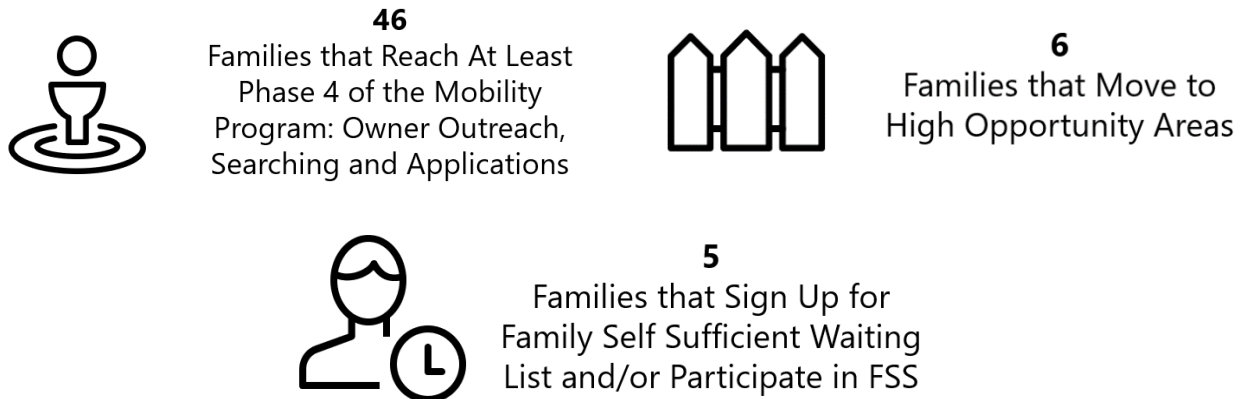 46
Families that Reach At Least
Phase 4 of the Mobility
Program: Owner Outreach,
Searching and Applications
6
Families that Move to
High Opportunity Areas
5
Families that Sign Up for
Family Self Sufficient Waiting
List and/or Participate in FSS